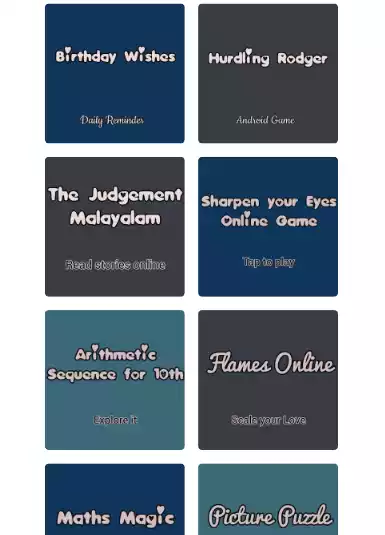 Birthday Wishes
Daily Reminder
Hurdling Rodger
Android Game
The Judgement
Malayalam
Read stories online
Sharpen your Eyes
Online Game
Tap to play
Arithmetic
Sequence for 10th
Explore it
Flames Online
Scale your Love
Maths Magic
Picture Puzzle